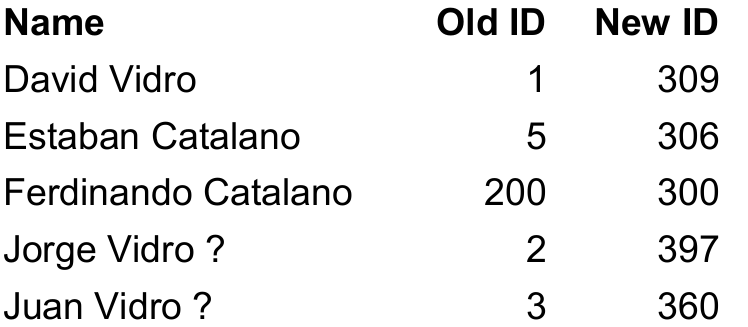 Name Old ID New ID
David Vidro 1 309
Estaban Catalano 5 306
Ferdinando Catalano 200 300
Jorge Vidro ? 2 397
Juan Vidro ? 3 360